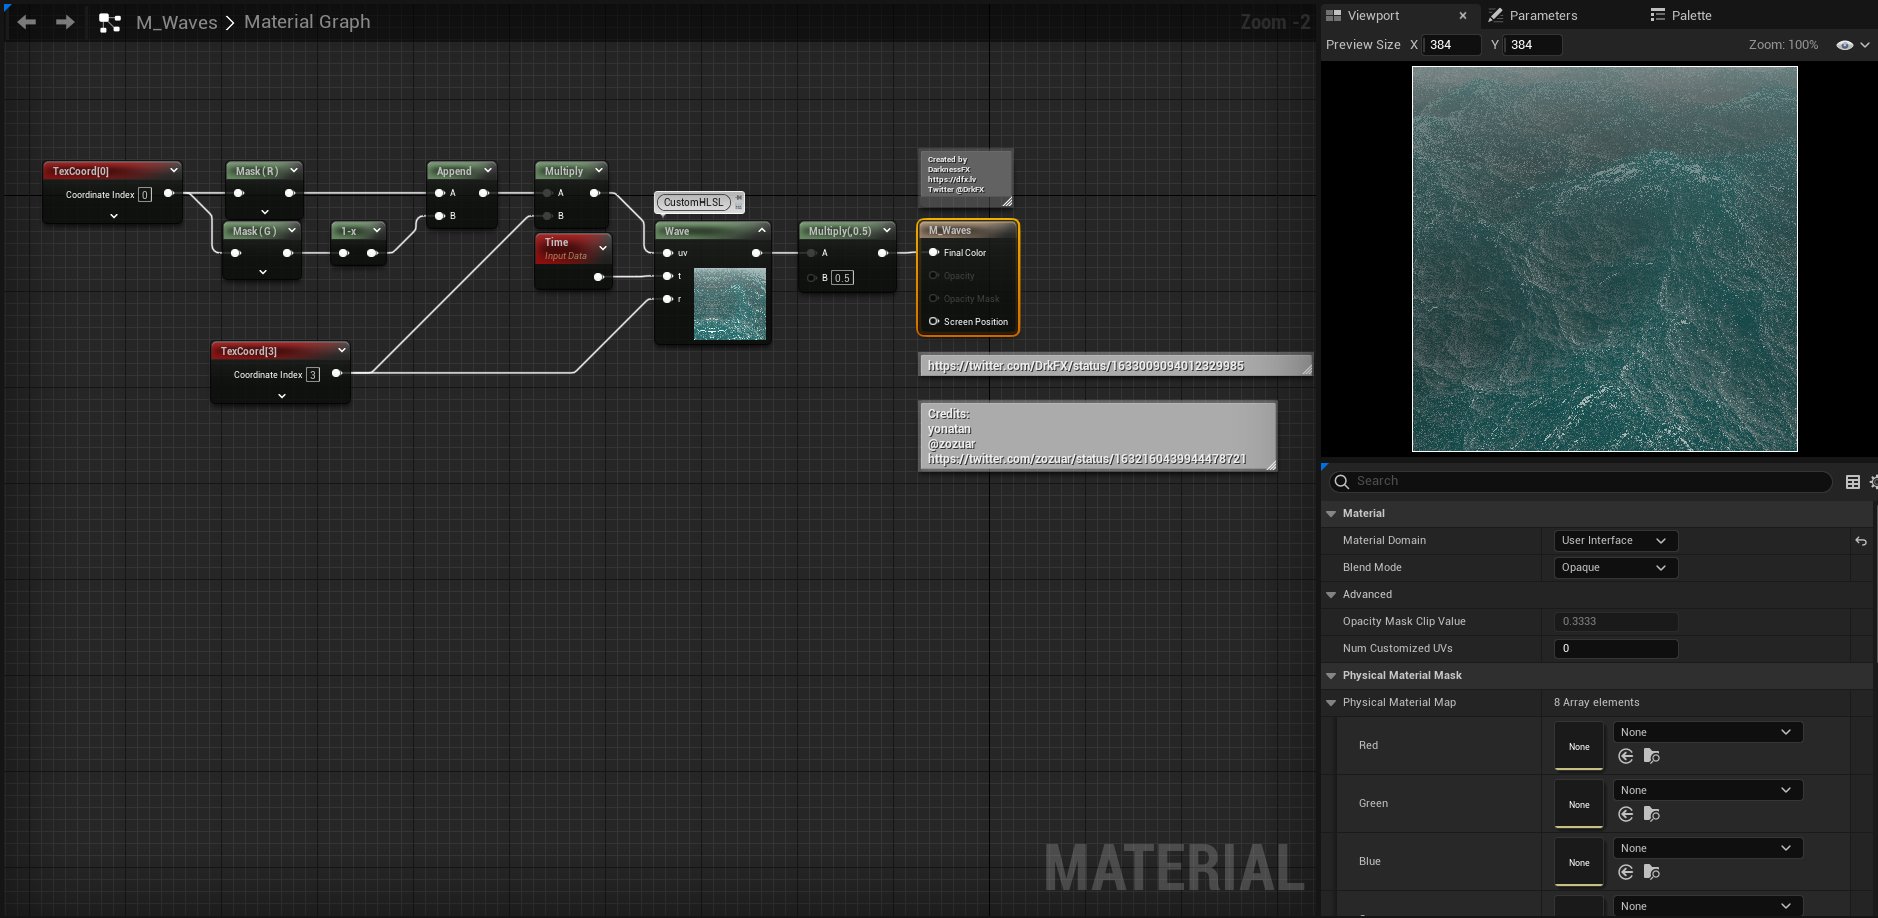 M_Waves > Material Graph
Zoom -2
TexCoord[0]
Coordinate Index 0
Mask ( R )
Mask ( G )
1-x
Append
A
B
Multiply
A
B
Time
Input Data
TexCoord[3]
Coordinate Index 3
CustomHLSL
Wave
uv
t
r
Multiply(,0.5)
A
B 0.5
Created by
DarknessFX
https://dfx.lv
Twitter @DrkFX
M_Waves
Final Color
Opacity
Opacity Mask
Screen Position
https://twitter.com/DrkFX/status/1633009094012329985
Credits:
yonatan
@zozuar
https://twitter.com/zozuar/status/1632160439944478721
MATERIAL
Viewport
Parameters
Palette
Preview Size X 384 Y 384
Zoom: 100%
Search
Material
Material Domain User Interface
Blend Mode Opaque
Advanced
Opacity Mask Clip Value 0.3333
Num Customized UVs 0
Physical Material Mask
Physical Material Map 8 Array elements
Red None None
Green None None
Blue None None
None